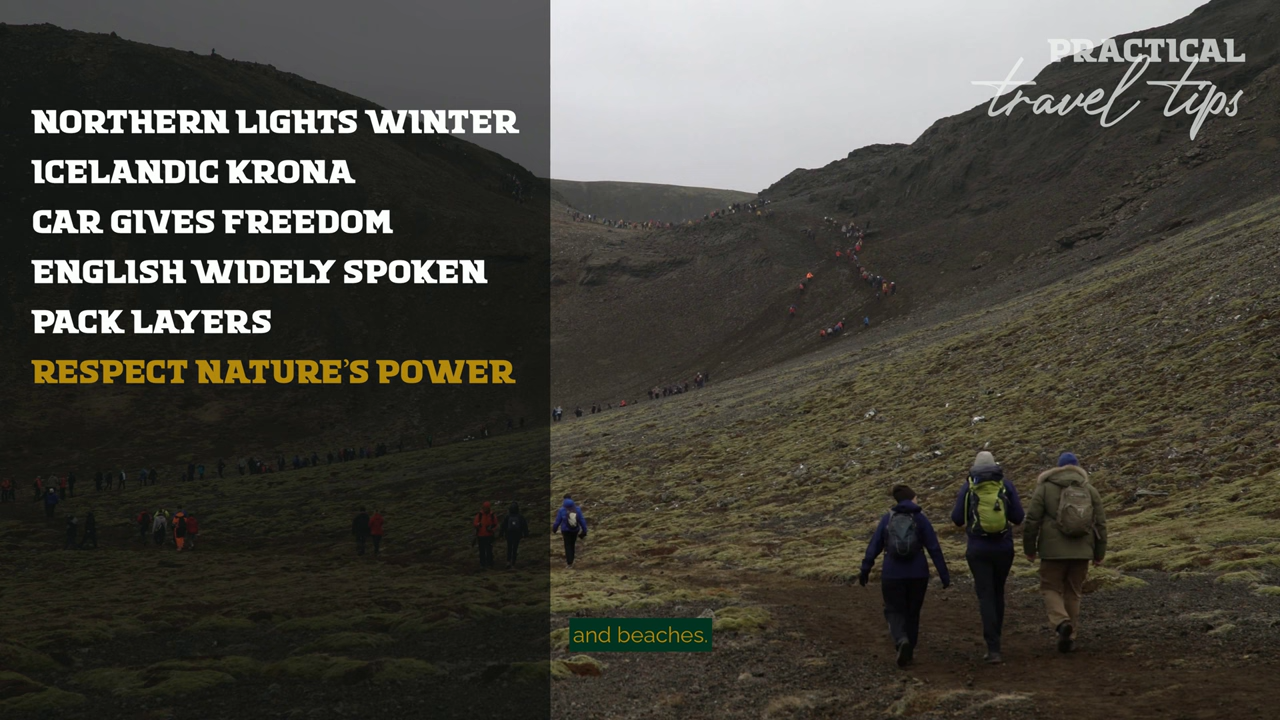 PRACTICAL
travel tips
NORTHERN LIGHTS WINTER
ICELANDIC KRONA
CAR GIVES FREEDOM
ENGLISH WIDELY SPOKEN
PACK LAYERS
RESPECT NATURE'S POWER
and beaches.